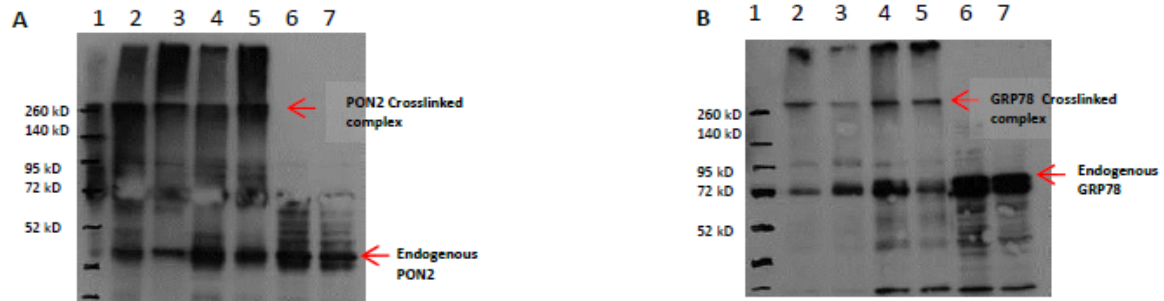 A
1 2 3 4 5 6 7
260 kD
140 kD
95 kD
72 kD
52 kD
PON2 Crosslinked
complex
Endogenous
PON2
B
1 2 3 4 5 6 7
260 kD
140 kD
95 kD
72 kD
52 kD
GRP78 Crosslinked
complex
Endogenous
GRP78